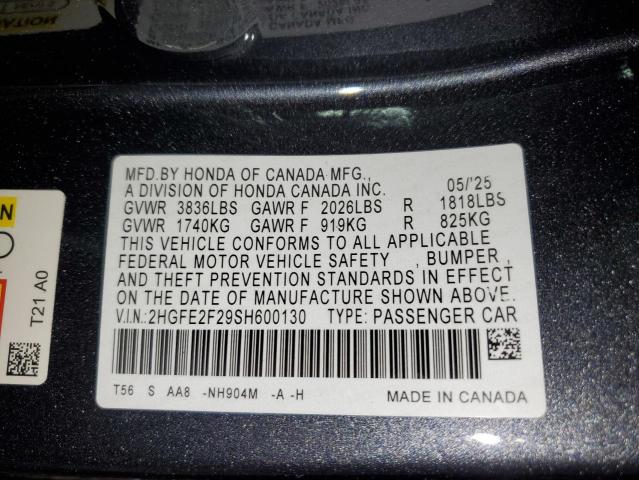 MFD.BY HONDA OF CANADA MFG.,
A DIVISION OF HONDA CANADA INC. 05/'25
GVWR 3836LBS GAWR F 2026LBS R 1818LBS
GVWR 1740KG GAWR F 919KG R 825KG
THIS VEHICLE CONFORMS TO ALL APPLICABLE
FEDERAL MOTOR VEHICLE SAFETY , BUMPER ,
AND THEFT PREVENTION STANDARDS IN EFFECT
ON THE DATE OF MANUFACTURE SHOWN ABOVE.
V.I.N.:2HGFE2F29SH600130 TYPE: PASSENGER CAR
T56 S AA8 -NH904M -A -H
MADE IN CANADA
T21 A0